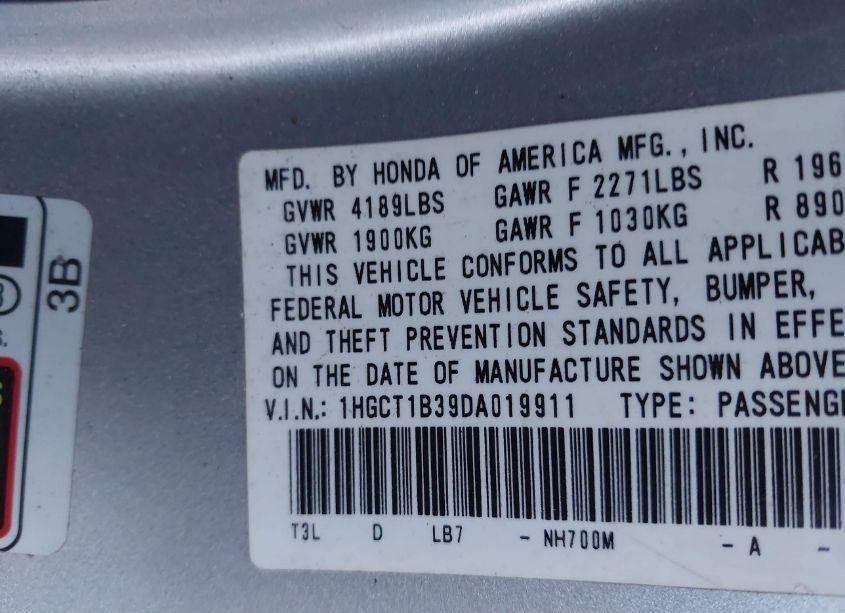 MFD. BY HONDA OF AMERICA MFG., INC.
GVWR 4189LBS GAWR F 2271LBS R 196
GVWR 1900KG GAWR F 1030KG R 890
THIS VEHICLE CONFORMS TO ALL APPLICAB
FEDERAL MOTOR VEHICLE SAFETY, BUMPER,
AND THEFT PREVENTION STANDARDS IN EFFE
ON THE DATE OF MANUFACTURE SHOWN ABOVE
V.I.N.: 1HGCT1B39DA019911 TYPE: PASSENG
T3L D LB7 - NH700M - A -
3B